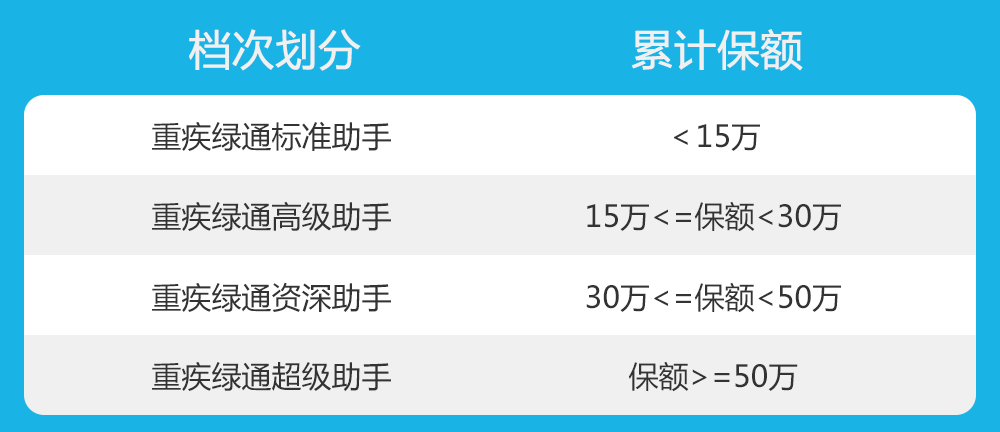 档次划分 累计保额
重疾绿通标准助手 <15万
重疾绿通高级助手 15万<=保额<30万
重疾绿通资深助手 30万<=保额<50万
重疾绿通超级助手 保额>=50万